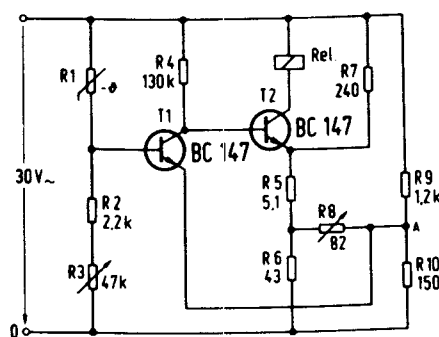 R1
-ϑ
R4
130k
T1
BC 147
T2
BC 147
Rel.
R7
240
30V~
R2
2,2k
R3
47k
R5
5,1
R8
82
R6
43
R9
1,2k
A
R10
150
0